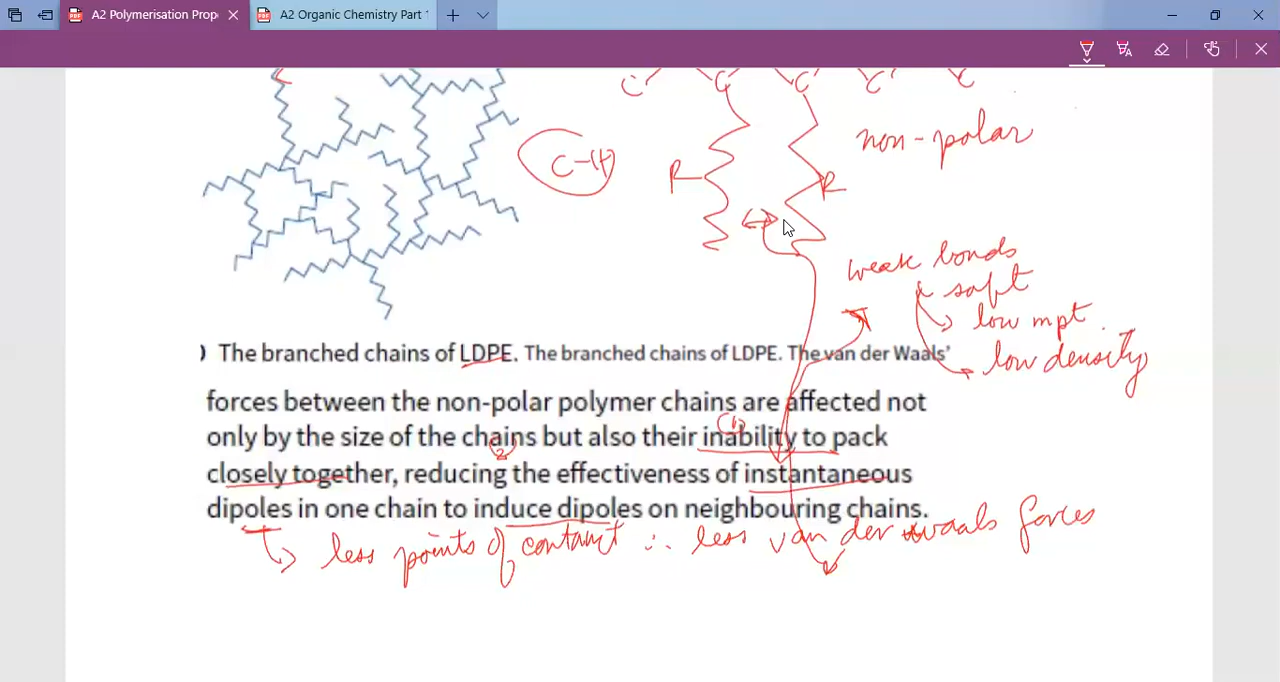 A2 Polymerisation Prop
A2 Organic Chemistry Part 1
C C C C C
non-polar
C-H
R R
weak bonds
soft
low mpt.
low density
) The branched chains of LDPE. The branched chains of LDPE. The van der Waals'
forces between the non-polar polymer chains are affected not
(1)
only by the size of the chains but also their inability to pack
(2)
closely together, reducing the effectiveness of instantaneous
dipoles in one chain to induce dipoles on neighbouring chains.
less points of contanct ∴ less van der waals forces